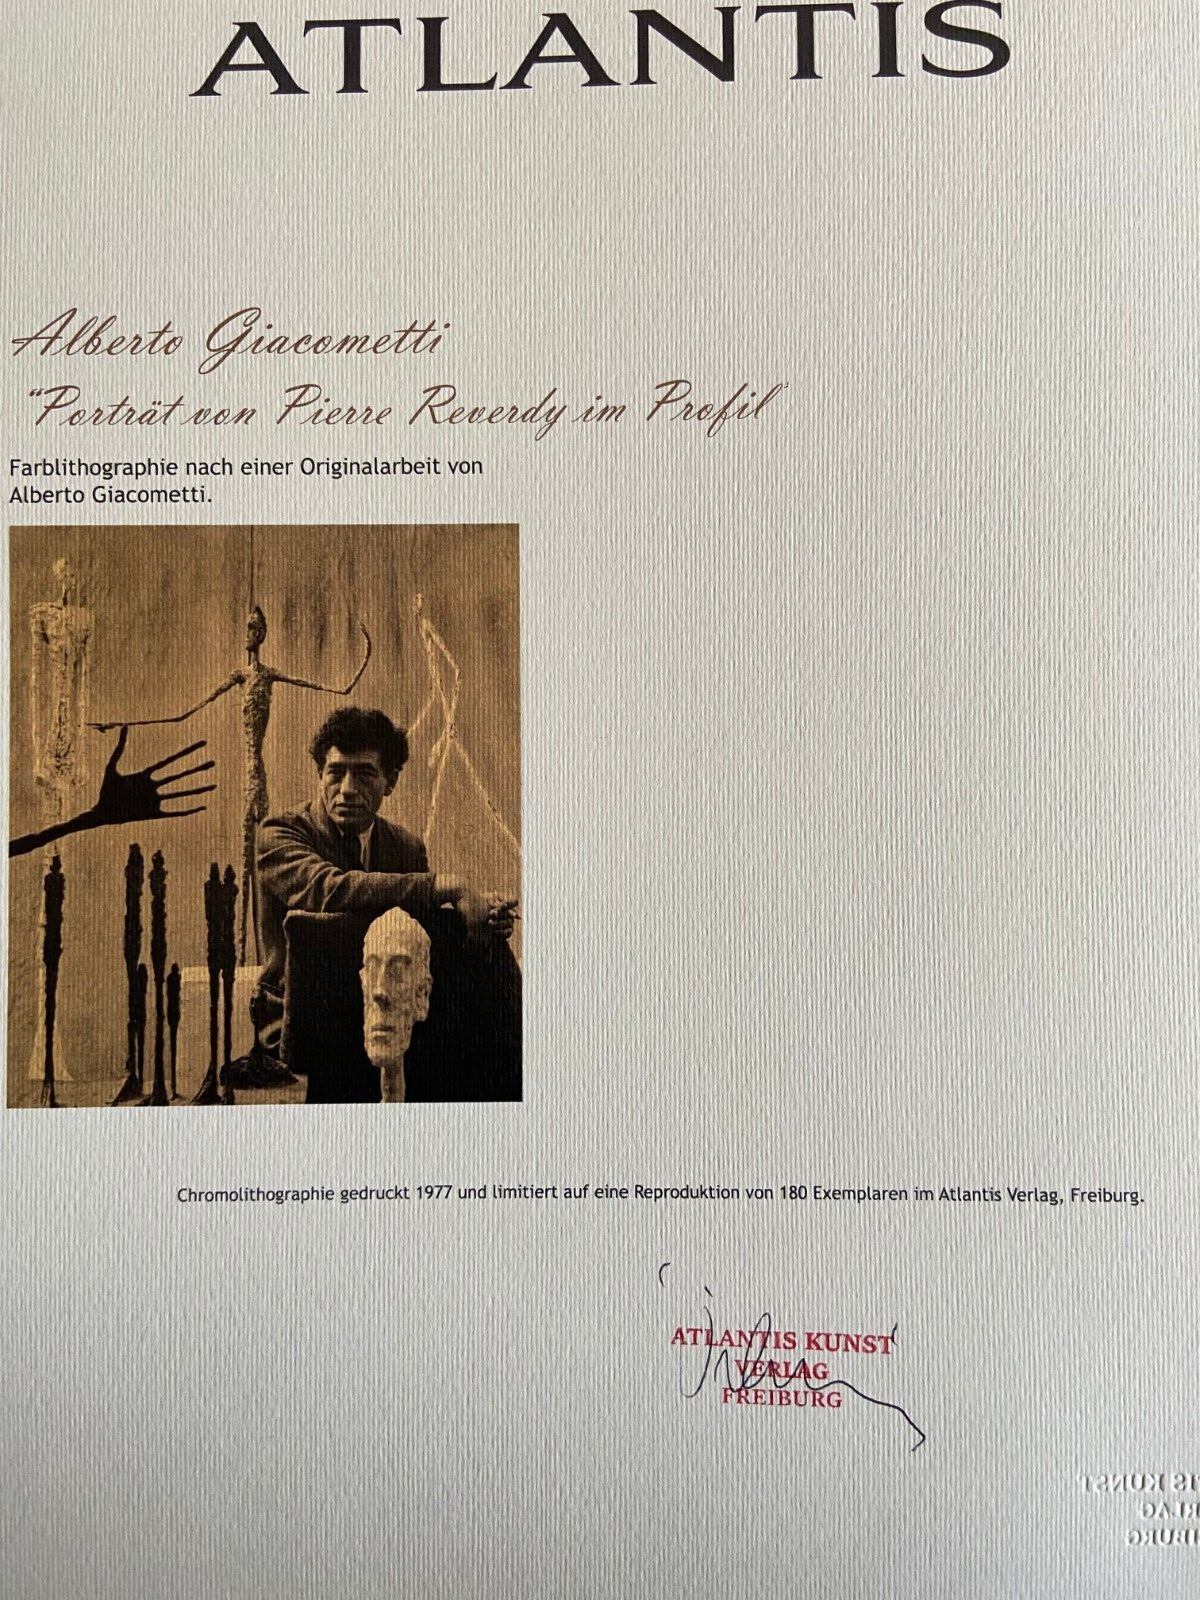 ATLANTIS
Alberto Giacometti
"Porträt von Pierre Reverdy im Profil"
Farblithographie nach einer Originalarbeit von
Alberto Giacometti.
Chromolithographie gedruckt 1977 und limitiert auf eine Reproduktion von 180 Exemplaren im Atlantis Verlag, Freiburg.
ATLANTIS KUNST
VERLAG
FREIBURG